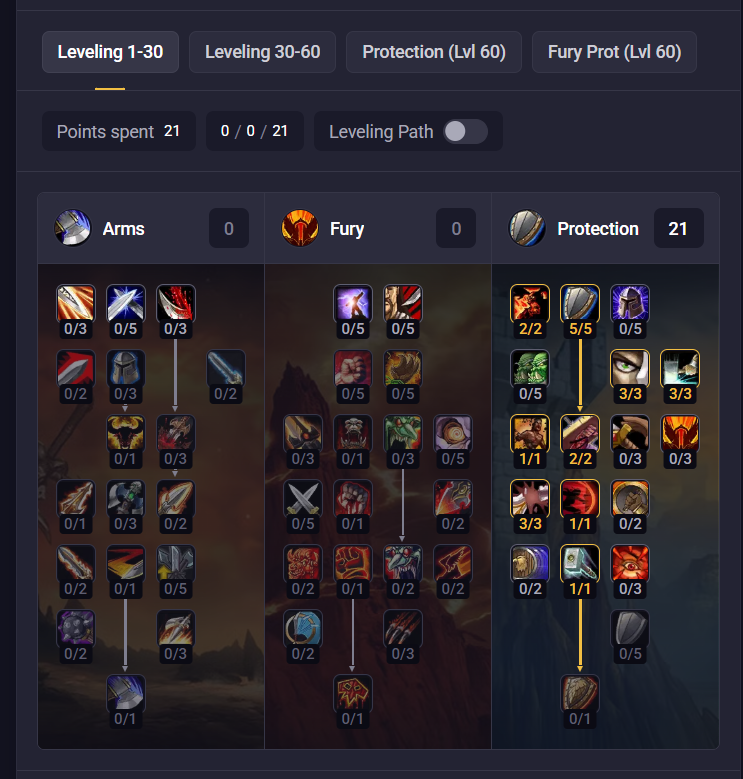 Leveling 1-30 Leveling 30-60 Protection (Lvl 60) Fury Prot (Lvl 60)
Points spent 21 0 / 0 / 21 Leveling Path
Arms 0 Fury 0 Protection 21
0/3 0/5 0/3 0/5 0/5 2/2 5/5 0/5
0/2 0/3 0/2 0/5 0/5 0/5 3/3 3/3
0/1 0/3 0/3 0/1 0/3 0/5 1/1 2/2 0/3 0/3
0/1 0/3 0/2 0/5 0/1 0/2 3/3 1/1 0/2
0/2 0/1 0/5 0/2 0/1 0/2 0/2 0/2 1/1 0/3
0/2 0/3 0/2 0/3 0/5
0/1 0/1 0/1